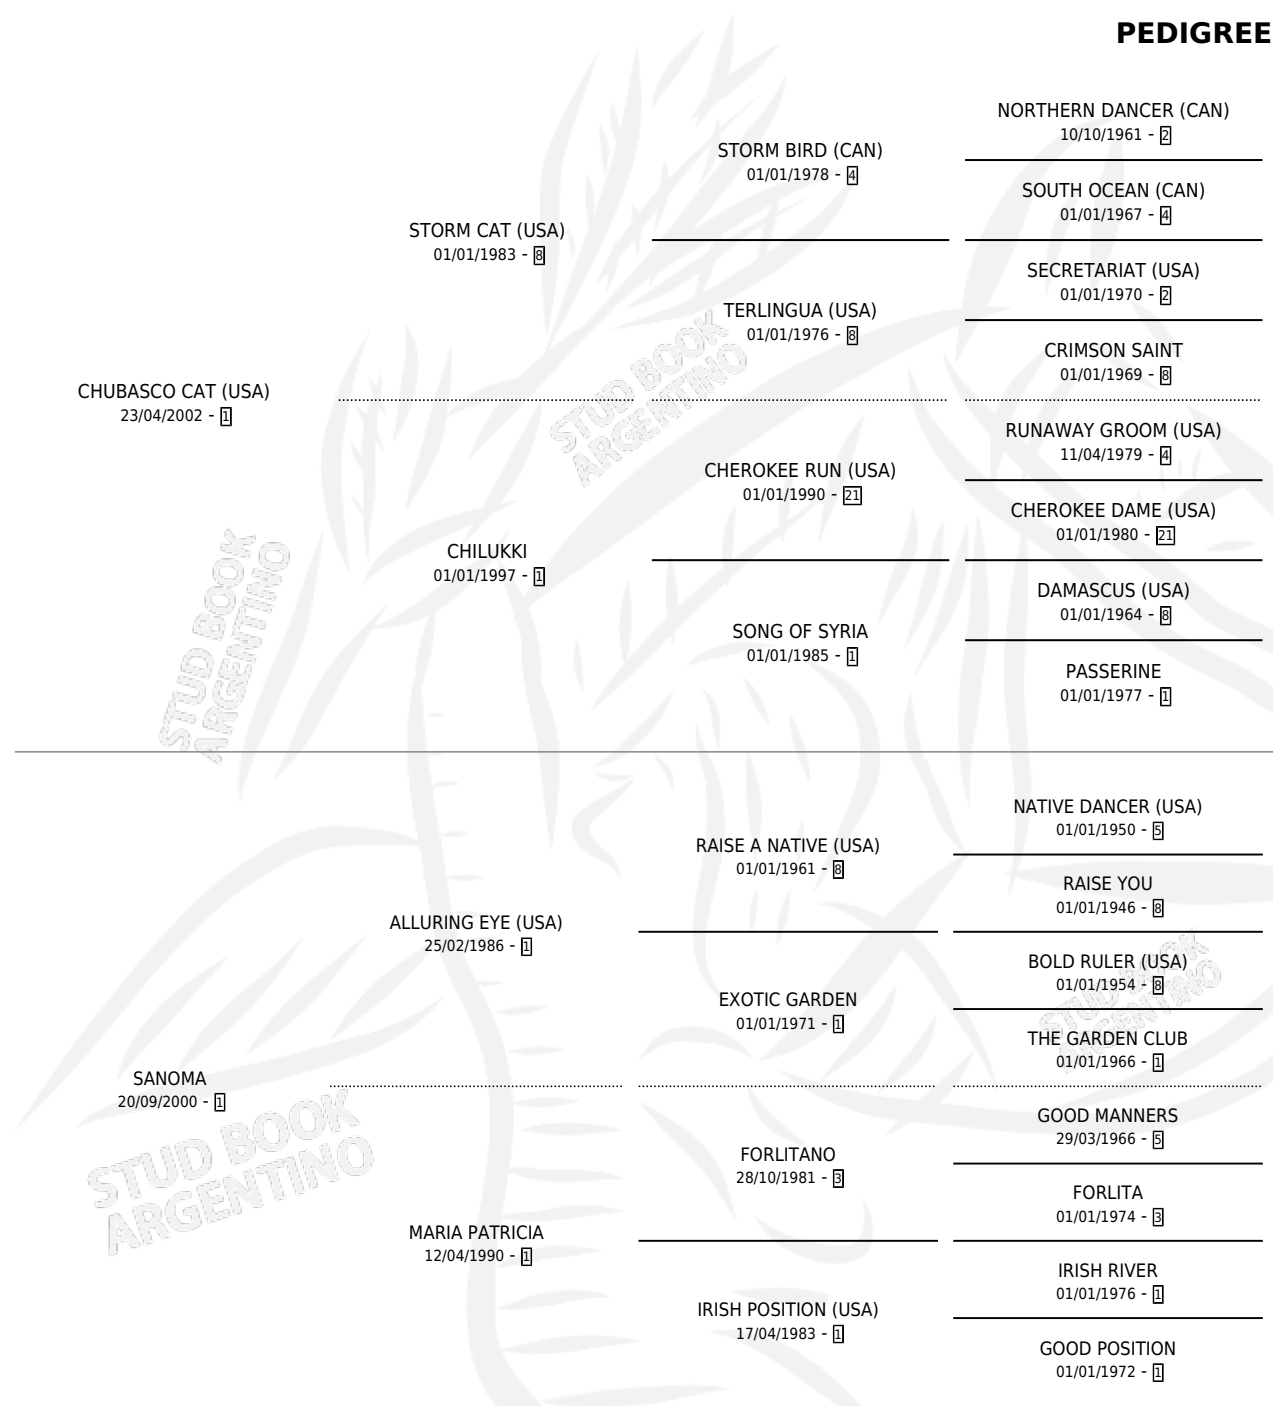 PEDIGREE
NORTHERN DANCER (CAN)
10/10/1961 - 2
STORM BIRD (CAN)
01/01/1978 - 4
SOUTH OCEAN (CAN)
01/01/1967 - 4
STORM CAT (USA)
01/01/1983 - 8
SECRETARIAT (USA)
01/01/1970 - 2
TERLINGUA (USA)
01/01/1976 - 8
CRIMSON SAINT
01/01/1969 - 8
CHUBASCO CAT (USA)
23/04/2002 - 1
RUNAWAY GROOM (USA)
11/04/1979 - 4
CHEROKEE RUN (USA)
01/01/1990 - 21
CHEROKEE DAME (USA)
01/01/1980 - 21
CHILUKKI
01/01/1997 - 1
DAMASCUS (USA)
01/01/1964 - 8
SONG OF SYRIA
01/01/1985 - 1
PASSERINE
01/01/1977 - 1
NATIVE DANCER (USA)
01/01/1950 - 5
RAISE A NATIVE (USA)
01/01/1961 - 8
RAISE YOU
01/01/1946 - 8
ALLURING EYE (USA)
25/02/1986 - 1
BOLD RULER (USA)
01/01/1954 - 8
EXOTIC GARDEN
01/01/1971 - 1
THE GARDEN CLUB
01/01/1966 - 1
SANOMA
20/09/2000 - 1
GOOD MANNERS
29/03/1966 - 5
FORLITANO
28/10/1981 - 3
FORLITA
01/01/1974 - 3
MARIA PATRICIA
12/04/1990 - 1
IRISH RIVER
01/01/1976 - 1
IRISH POSITION (USA)
17/04/1983 - 1
GOOD POSITION
01/01/1972 - 1
STUD BOOK
ARGENTINO
STUD BOOK
ARGENTINO
STUD BOOK
ARGENTINO
STUD BOOK
ARGENTINO